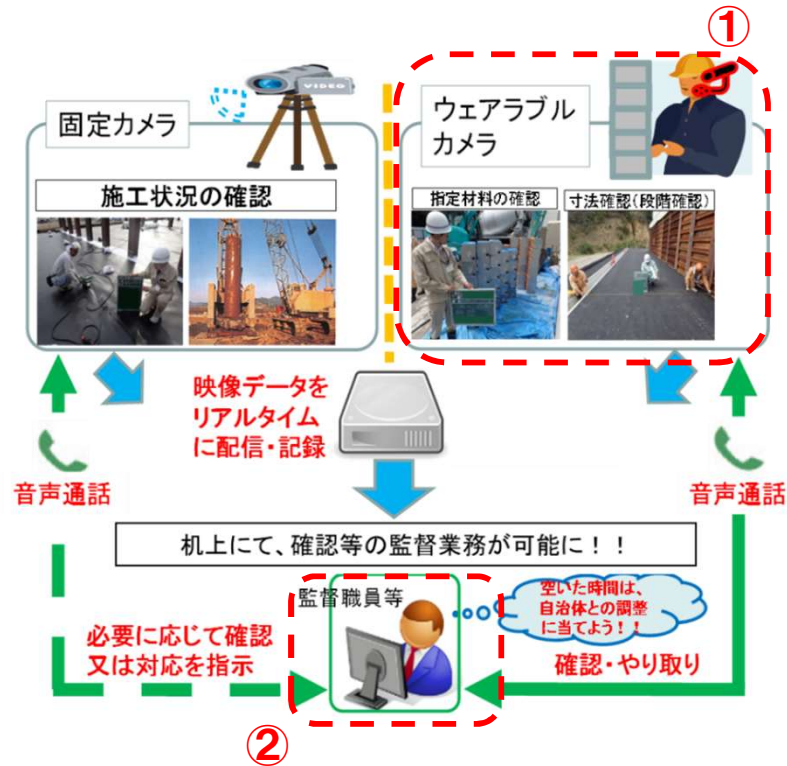 ①
VIDEO
固定カメラ
ウェアラブル
カメラ
施工状況の確認
指定材料の確認
寸法確認(段階確認)
映像データを
リアルタイム
に配信・記録
音声通話
音声通話
机上にて、確認等の監督業務が可能に！！
監督職員等
空いた時間は、
自治体との調整
に当てよう！！
必要に応じて確認
又は対応を指示
確認・やり取り
②